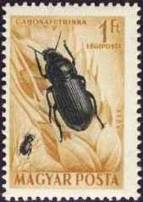 GABONAFUTRINKA
1 Ft
LÉGIPOSTA
MAGYAR POSTA